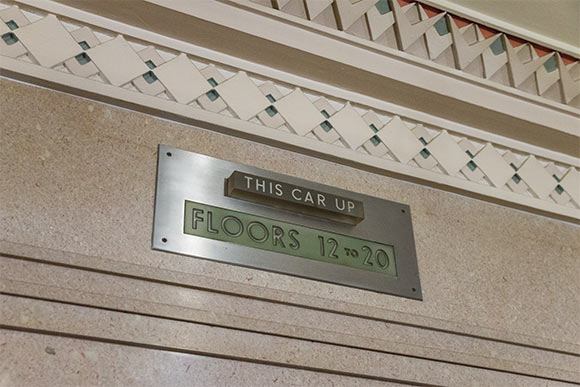 THIS CAR UP
FLOORS 12 TO 20